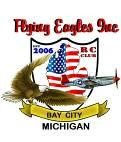 Flying Eagles Inc
EST 2006 RC CLUB
BAY CITY
MICHIGAN